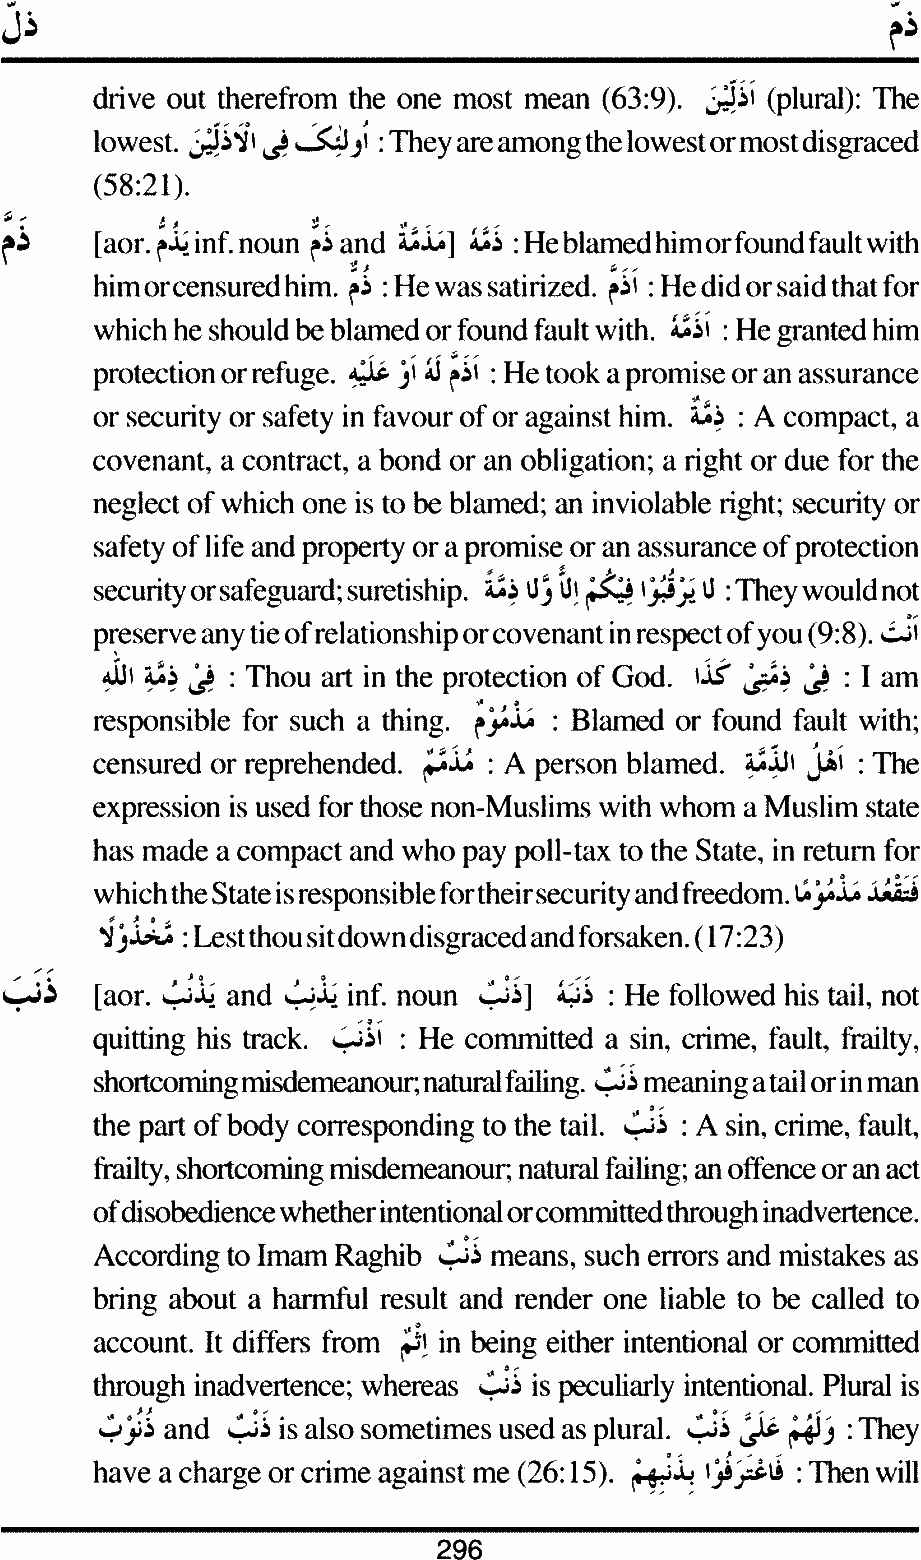 ذلّ ذمّ
drive out therefrom the one most mean (63:9). اَذَلِّيْنَ (plural): The
lowest. اُولٰئِکَ فِی الْاَذَلِّيْنَ : They are among the lowest or most disgraced
(58:21).
ذَمَّ [aor. يَذُمُّ inf. noun ذَمٌّ and مَذَمَّةٌ] ذَمَّهٗ : He blamed him or found fault with
him or censured him. ذُمَّ : He was satirized. اَذَمَّ : He did or said that for
which he should be blamed or found fault with. اَذَمَّهٗ : He granted him
protection or refuge. اَذَمَّ لَهٗ اَوْ عَلَيْهِ : He took a promise or an assurance
or security or safety in favour of or against him. ذِمَّةٌ : A compact, a
covenant, a contract, a bond or an obligation; a right or due for the
neglect of which one is to be blamed; an inviolable right; security or
safety of life and property or a promise or an assurance of protection
security or safeguard; suretiship. لَا يَرْقُبُوْا فِيْكُمْ اِلًّا وَّلَا ذِمَّةً : They would not
preserve any tie of relationship or covenant in respect of you (9:8). اَنْتَ
فِیْ ذِمَّةِ اللّٰهِ : Thou art in the protection of God. فِیْ ذِمَّتِیْ كَذَا : I am
responsible for such a thing. مَذْمُوْمٌ : Blamed or found fault with;
censured or reprehended. مُذَمَّمٌ : A person blamed. اَهْلُ الذِّمَّةِ : The
expression is used for those non-Muslims with whom a Muslim state
has made a compact and who pay poll-tax to the State, in return for
which the State is responsible for their security and freedom. فَتَقْعُدَ مَذْمُوْمًا
مَّخْذُوْلًا : Lest thou sit down disgraced and forsaken. (17:23)
ذَنَبَ [aor. يَذْنُبُ and يَذْنِبُ inf. noun ذَنْبٌ] ذَنَبَهٗ : He followed his tail, not
quitting his track. اَذْنَبَ : He committed a sin, crime, fault, frailty,
shortcoming misdemeanour; natural failing. ذَنَبٌ meaning a tail or in man
the part of body corresponding to the tail. ذَنْبٌ : A sin, crime, fault,
frailty, shortcoming misdemeanour; natural failing; an offence or an act
of disobedience whether intentional or committed through inadvertence.
According to Imam Raghib ذَنْبٌ means, such errors and mistakes as
bring about a harmful result and render one liable to be called to
account. It differs from اِثْمٌ in being either intentional or committed
through inadvertence; whereas ذَنْبٌ is peculiarly intentional. Plural is
ذُنُوْبٌ and ذَنْبٌ is also sometimes used as plural. وَلَهُمْ عَلَیَّ ذَنْبٌ : They
have a charge or crime against me (26:15). فَاعْتَرَفُوْا بِذَنْبِهِمْ : Then will
296